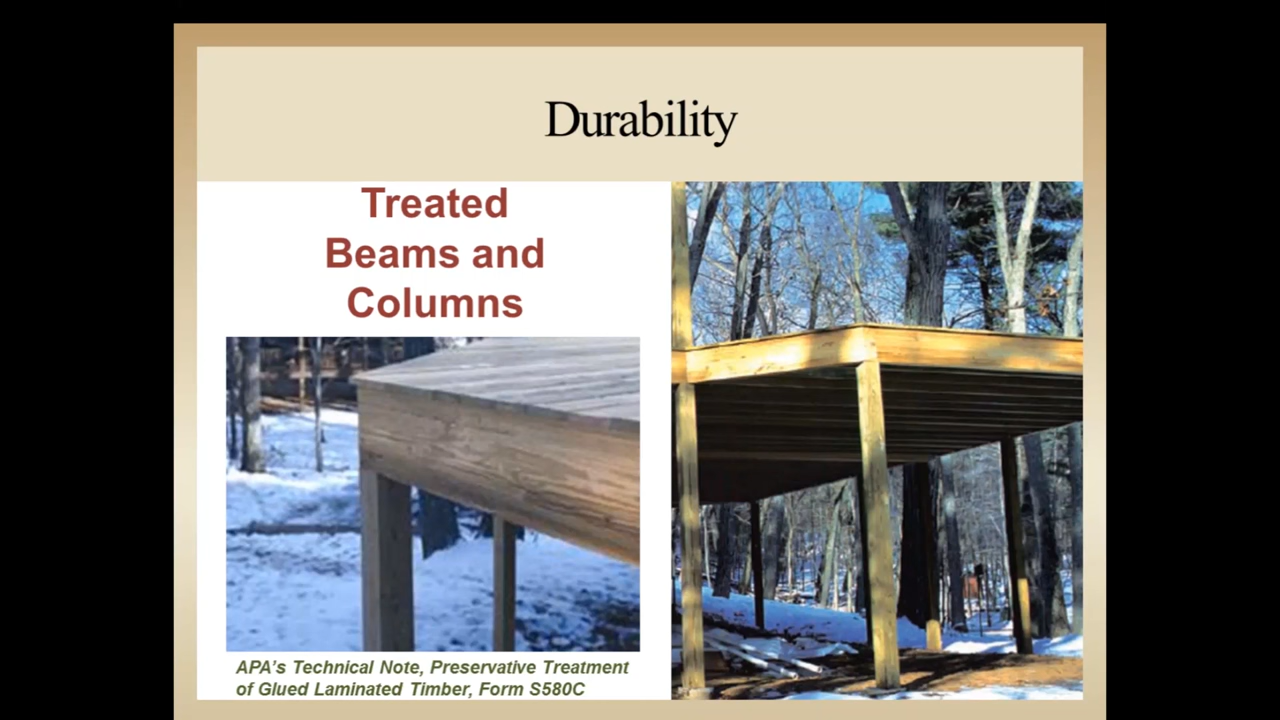 Durability
Treated
Beams and
Columns
APA’s Technical Note, Preservative Treatment
of Glued Laminated Timber, Form S580C